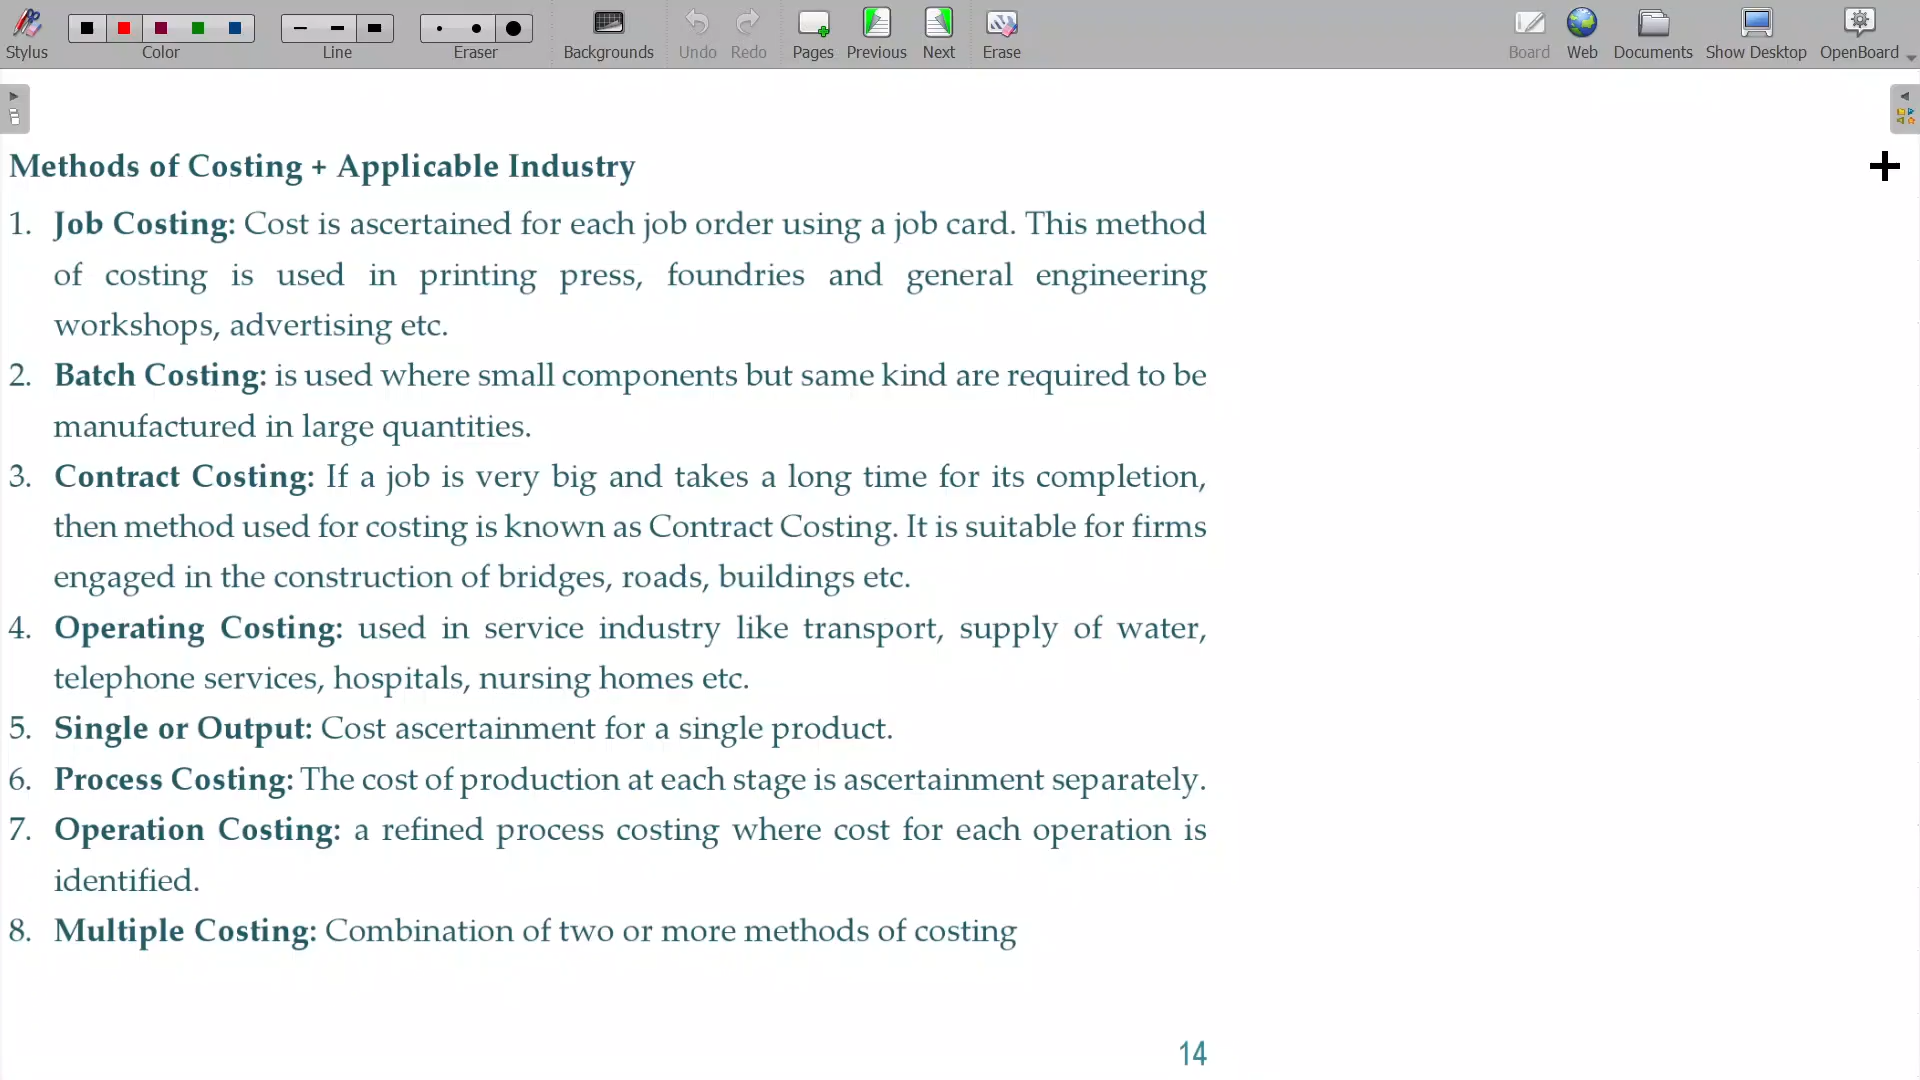 Stylus Color Line Eraser Backgrounds Undo Redo Pages Previous Next Erase Board Web Documents Show Desktop OpenBoard
Methods of Costing + Applicable Industry
1. Job Costing: Cost is ascertained for each job order using a job card. This method
of costing is used in printing press, foundries and general engineering
workshops, advertising etc.
2. Batch Costing: is used where small components but same kind are required to be
manufactured in large quantities.
3. Contract Costing: If a job is very big and takes a long time for its completion,
then method used for costing is known as Contract Costing. It is suitable for firms
engaged in the construction of bridges, roads, buildings etc.
4. Operating Costing: used in service industry like transport, supply of water,
telephone services, hospitals, nursing homes etc.
5. Single or Output: Cost ascertainment for a single product.
6. Process Costing: The cost of production at each stage is ascertainment separately.
7. Operation Costing: a refined process costing where cost for each operation is
identified.
8. Multiple Costing: Combination of two or more methods of costing
14